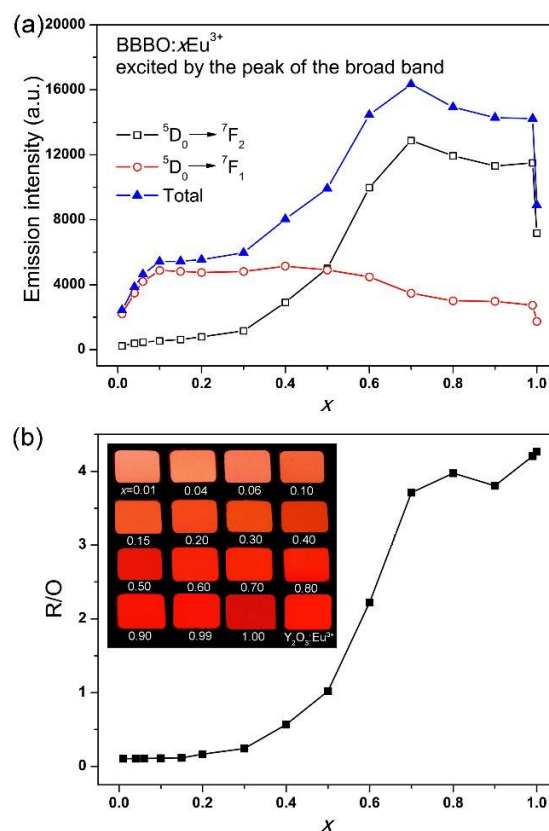 (a)
BBBO:xEu³⁺
excited by the peak of the broad band
⁵D₀→⁷F₂
⁵D₀→⁷F₁
Total
Emission intensity (a.u.)
20000
16000
12000
8000
4000
0
0.0 0.2 0.4 0.6 0.8 1.0
x
(b)
R/O
4
3
2
1
0
x=0.01 0.04 0.06 0.10
0.15 0.20 0.30 0.40
0.50 0.60 0.70 0.80
0.90 0.99 1.00 Y₂O₃:Eu³⁺
0.0 0.2 0.4 0.6 0.8 1.0
x